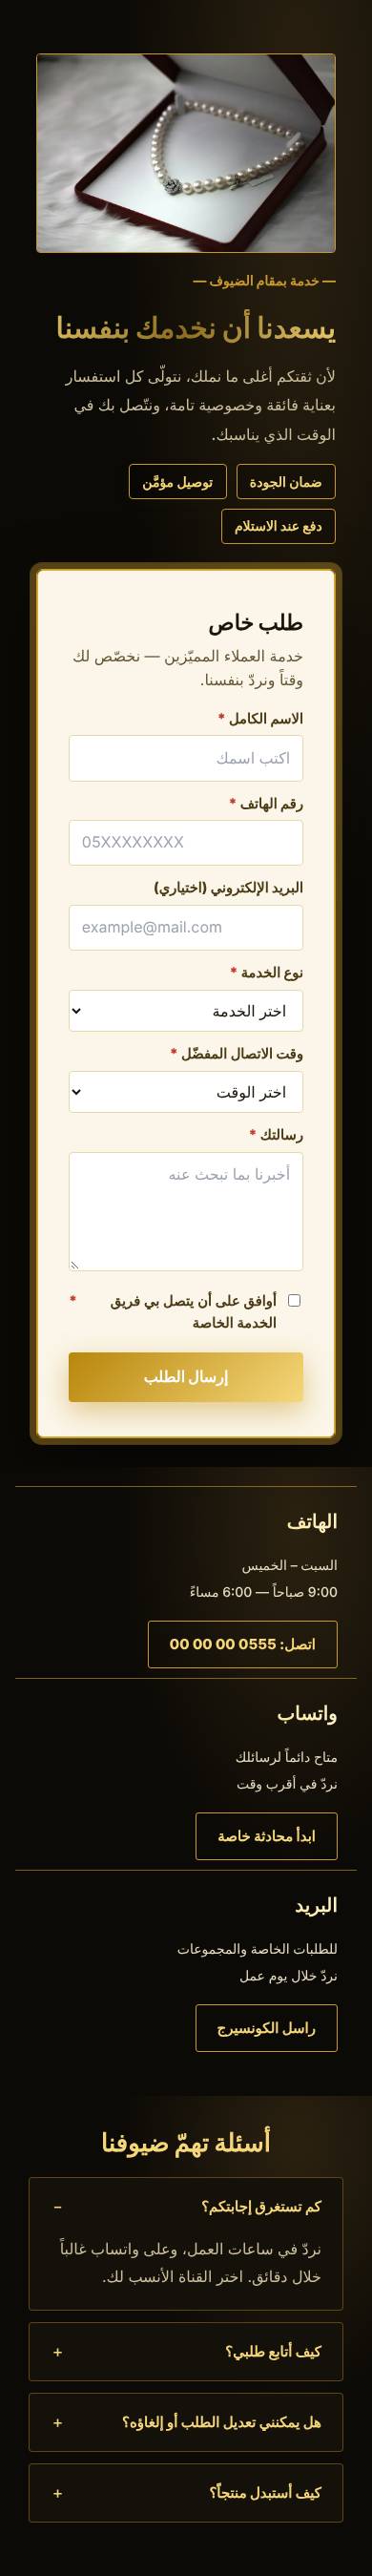 — خدمة بمقام الضيوف —
يسعدنا أن نخدمك بنفسنا
لأن ثقتكم أغلى ما نملك، نتولّى كل استفسار
بعناية فائقة وخصوصية تامة، ونتّصل بك في
الوقت الذي يناسبك.
ضمان الجودة
توصيل مؤمَّن
دفع عند الاستلام
طلب خاص
خدمة العملاء المميّزين — نخصّص لك
وقتاً ونردّ بنفسنا.
الاسم الكامل *
اكتب اسمك
رقم الهاتف *
05XXXXXXXX
البريد الإلكتروني (اختياري)
example@mail.com
نوع الخدمة *
اختر الخدمة
وقت الاتصال المفضّل *
اختر الوقت
رسالتك *
أخبرنا بما تبحث عنه
أوافق على أن يتصل بي فريق *
الخدمة الخاصة
إرسال الطلب
الهاتف
السبت – الخميس
9:00 صباحاً — 6:00 مساءً
اتصل: 0555 00 00 00
واتساب
متاح دائماً لرسائلك
نردّ في أقرب وقت
ابدأ محادثة خاصة
البريد
للطلبات الخاصة والمجموعات
نردّ خلال يوم عمل
راسل الكونسيرج
أسئلة تهمّ ضيوفنا
كم تستغرق إجابتكم؟ −
نردّ في ساعات العمل، وعلى واتساب غالباً
خلال دقائق. اختر القناة الأنسب لك.
كيف أتابع طلبي؟ +
هل يمكنني تعديل الطلب أو إلغاؤه؟ +
كيف أستبدل منتجاً؟ +